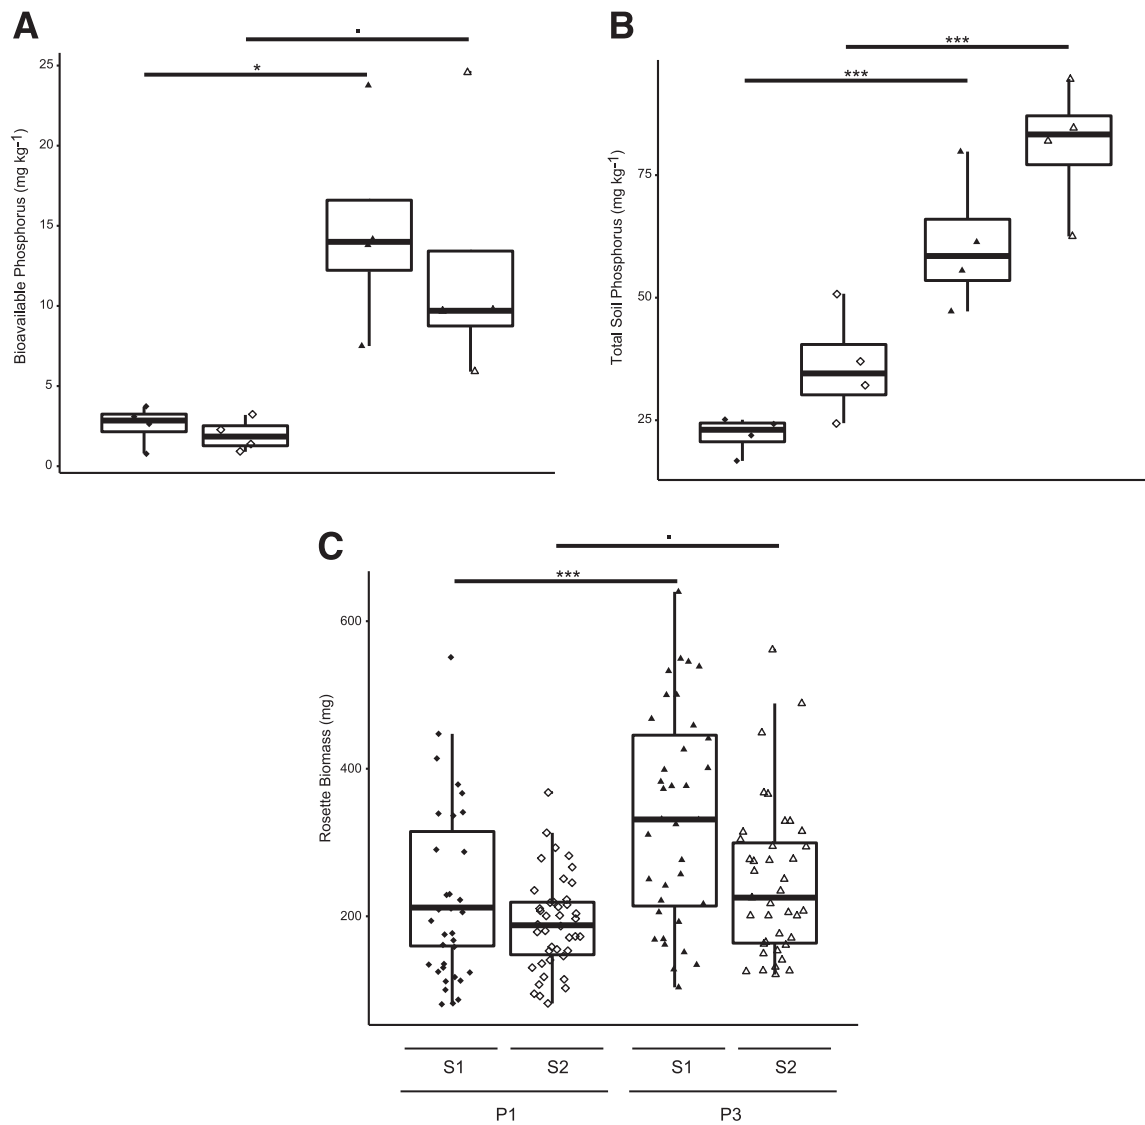 A
.
*
25
20
15
10
5
0
Bioavailable Phosphorus (mg kg-1)
B
***
***
75
50
25
Total Soil Phosphorus (mg kg-1)
C
.
***
600
400
200
Rosette Biomass (mg)
S1 S2 S1 S2
P1 P3